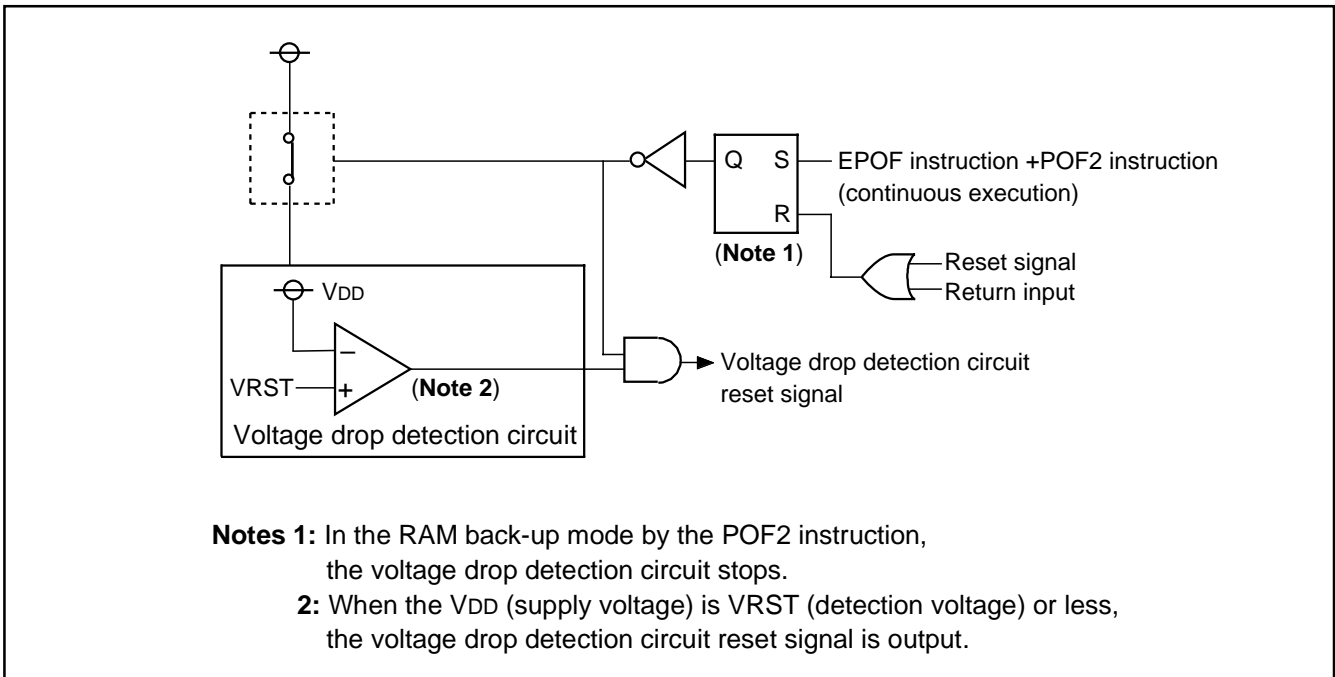 Q S
EPOF instruction +POF2 instruction
(continuous execution)
R
(Note 1)
Reset signal
Return input
VDD
−
VRST
+
(Note 2)
Voltage drop detection circuit
Voltage drop detection circuit
reset signal
Notes 1: In the RAM back-up mode by the POF2 instruction,
the voltage drop detection circuit stops.
2: When the VDD (supply voltage) is VRST (detection voltage) or less,
the voltage drop detection circuit reset signal is output.